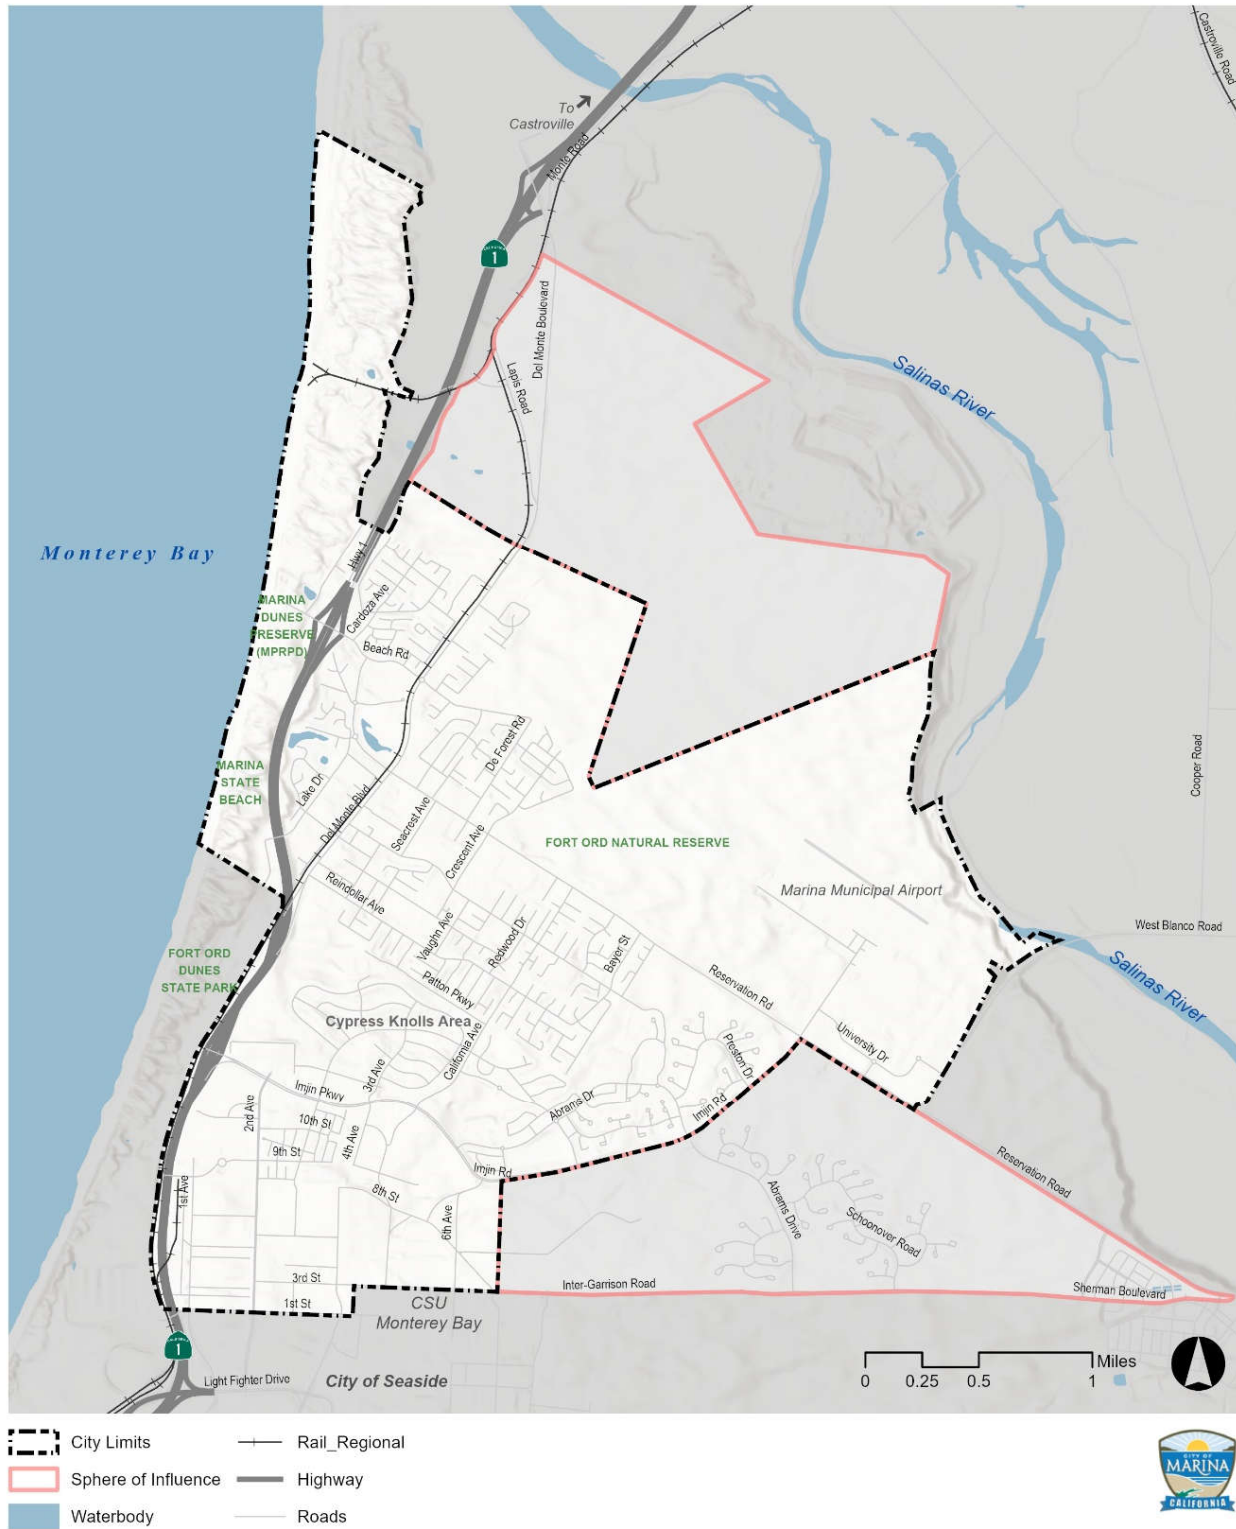 Castroville Road
To
Castroville
Monte Road
1
Del Monte Boulevard
Lapis Road
Salinas River
Monterey Bay
Hwy 1
MARINA
DUNES
PRESERVE
(MPRPD)
Cardoza Ave
Beach Rd
De Forest Rd
Cooper Road
MARINA
STATE
BEACH
Lake Dr
Del Monte Blvd
Seacrest Ave
Crescent Ave
FORT ORD NATURAL RESERVE
Marina Municipal Airport
Reindollar Ave
West Blanco Road
Vaughn Ave
Redwood Dr
Bayer St
FORT ORD
DUNES
STATE PARK
Salinas River
Patton Pkwy
Reservation Rd
Cypress Knolls Area
California Ave
University Dr
Preston Dr
3rd Ave
Imjin Pkwy
Abrams Dr
Imjin Rd
2nd Ave
10th St
4th Ave
9th St
Imjin Rd
8th St
1st Ave
6th Ave
Reservation Road
Abrams Drive
Schoonover Road
3rd St
1st St
Inter-Garrison Road
Sherman Boulevard
CSU
Monterey Bay
1
Light Fighter Drive
City of Seaside
Miles
0 0.25 0.5 1
City Limits
Rail_Regional
Sphere of Influence
Highway
Waterbody
Roads
CITY OF
MARINA
CALIFORNIA